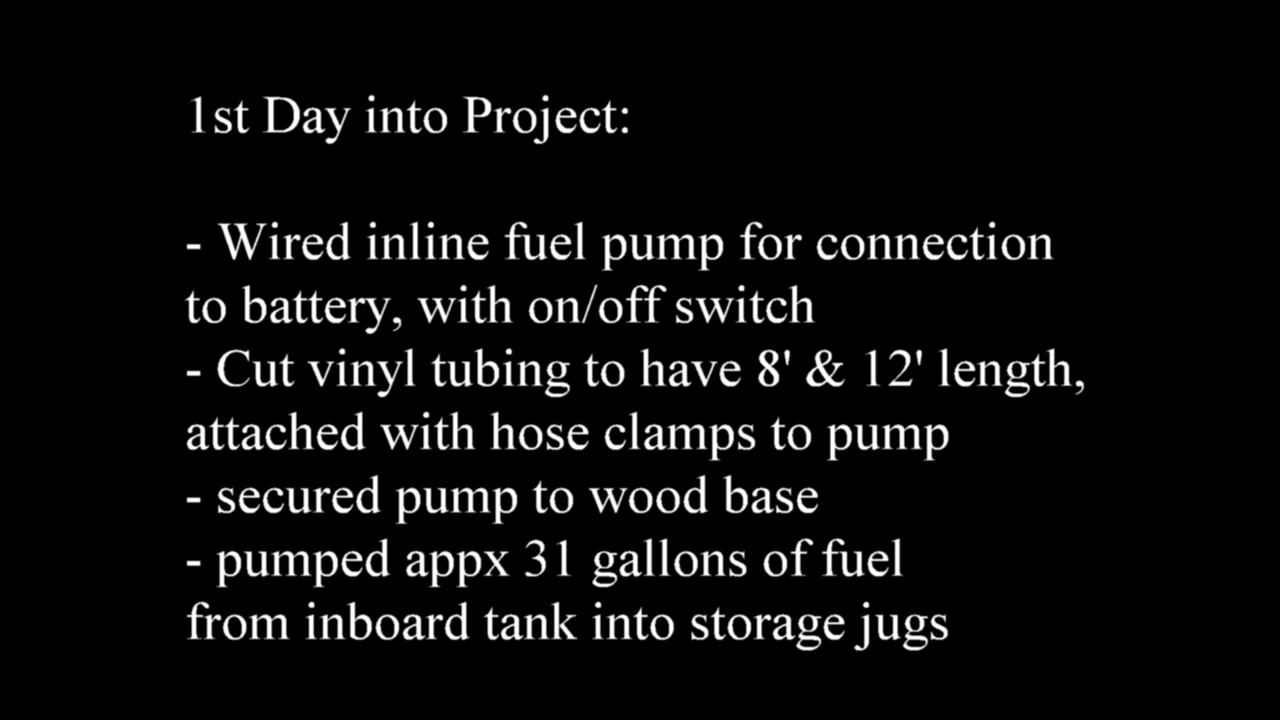 1st Day into Project:
- Wired inline fuel pump for connection
to battery, with on/off switch
- Cut vinyl tubing to have 8' & 12' length,
attached with hose clamps to pump
- secured pump to wood base
- pumped appx 31 gallons of fuel
from inboard tank into storage jugs